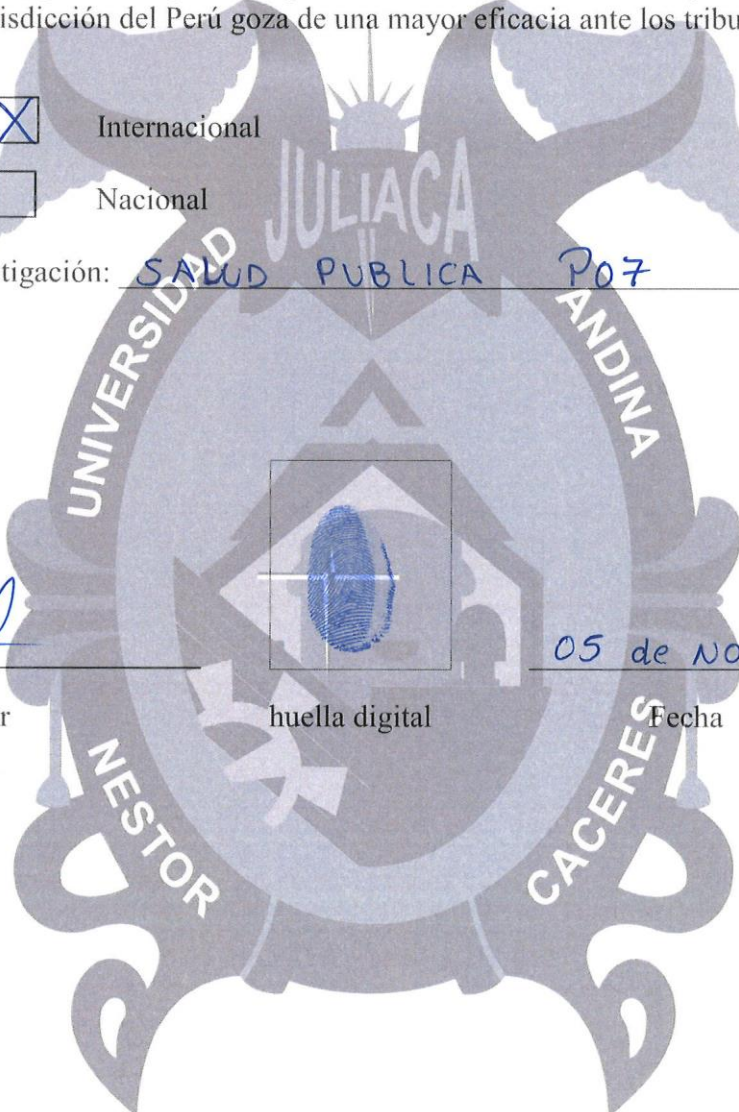 isdicción del Perú goza de una mayor eficacia ante los tribu
X Internacional
Nacional
JULIACA
tigación: SALUD PUBLICA P07
UNIVERSIDAD
ANDINA
05 de NO
r huella digital Fecha
NESTOR
CACERES